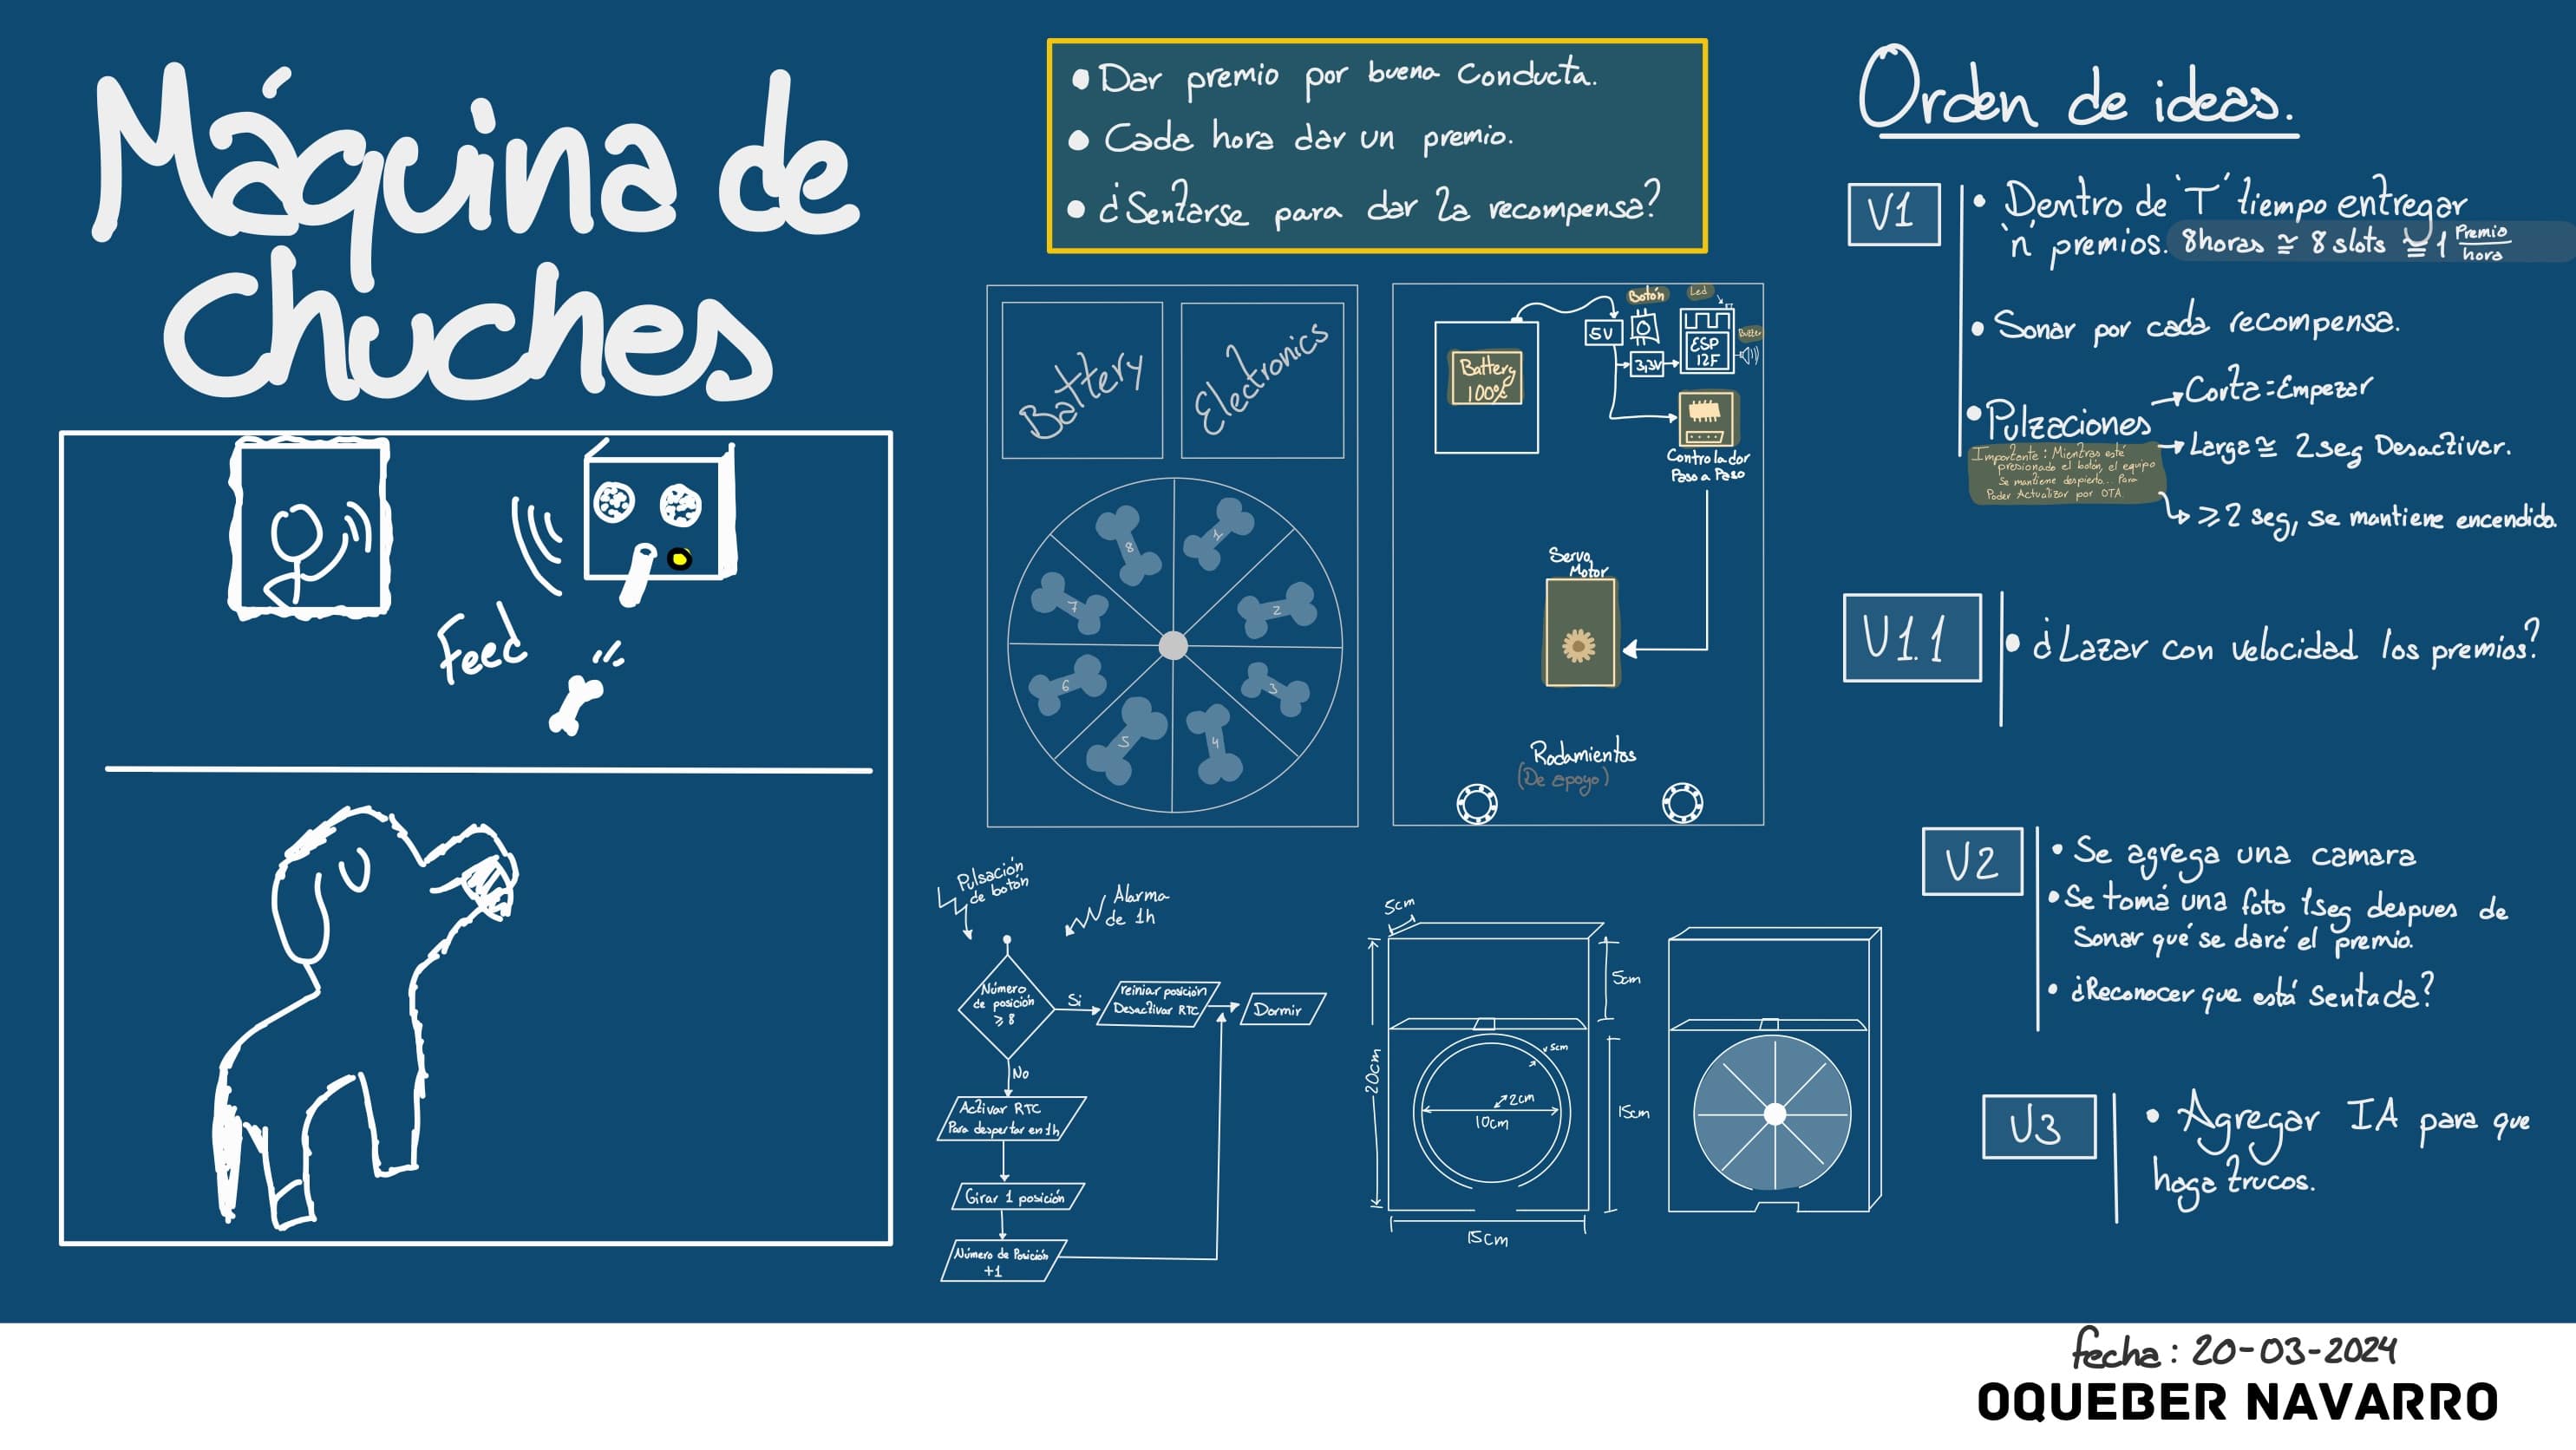 Máquina de
Chuches
Feed
• Dar premio por buena Conducta.
• Cada hora dar un premio.
• ¿Sentarse para dar la recompensa?
Battery
Electronics
8
1
7
2
6
3
5
4
Botón
Led
5V
ESP
12F
3,3V
Battery
100%
Controlador
Paso a Paso
Servo
Motor
Rodamientos
(De apoyo)
Pulsación
de botón
Alarma
de 1h
Número
de posición
≥ 8
Si
reiniar posición
Desactivar RTC
Dormir
No
Activar RTC
Para despertar en 1h
Girar 1 posición
Número de Posición
+1
5cm
5cm
20cm
.5cm
2cm
10cm
15cm
15cm
Orden de ideas.
V1
• Dentro de 'T' tiempo entregar
'n' premios. 8horas ≅ 8 slots ≅ 1 Premio/hora
• Sonar por cada recompensa.
• Pulzaciones
→ Corta = Empezar
→ Larga ≅ 2seg Desactivar.
Importante: Mientras esté
presionado el botón, el equipo
Se mantiene despierto... Para
Poder Actualizar por OTA.
↳ ≥ 2 seg, se mantiene encendido.
V1.1
• ¿Lazar con velocidad los premios?
V2
• Se agrega una camara
• Se tomá una foto 1seg despues de
Sonar qué se dará el premio.
• ¿Reconocer que está Sentada?
V3
• Agregar IA para que
haga trucos.
fecha: 20-03-2024
OQUEBER NAVARRO